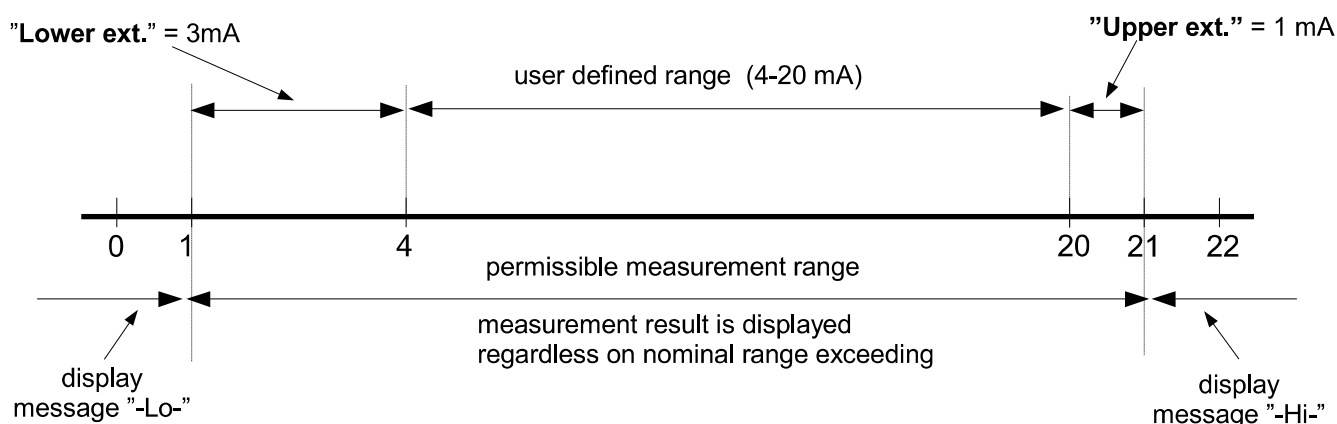 "Lower ext." = 3mA
"Upper ext." = 1 mA
user defined range (4-20 mA)
0 1 4 20 21 22
permissible measurement range
measurement result is displayed
regardless on nominal range exceeding
display
message "-Lo-"
display
message "-Hi-"